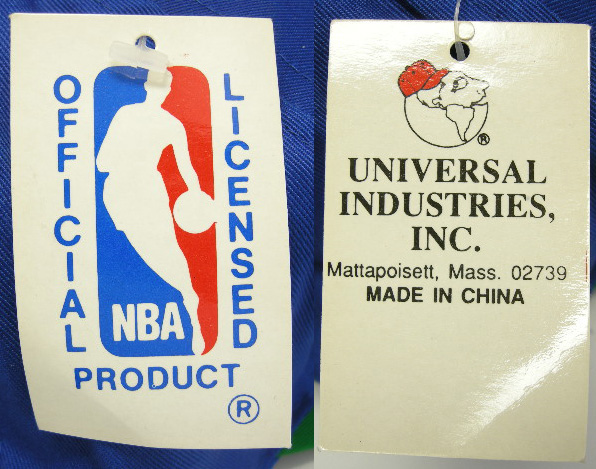 OFFICIAL
LICENSED
NBA
PRODUCT
®
®
UNIVERSAL
INDUSTRIES,
INC.
Mattapoisett, Mass. 02739
MADE IN CHINA